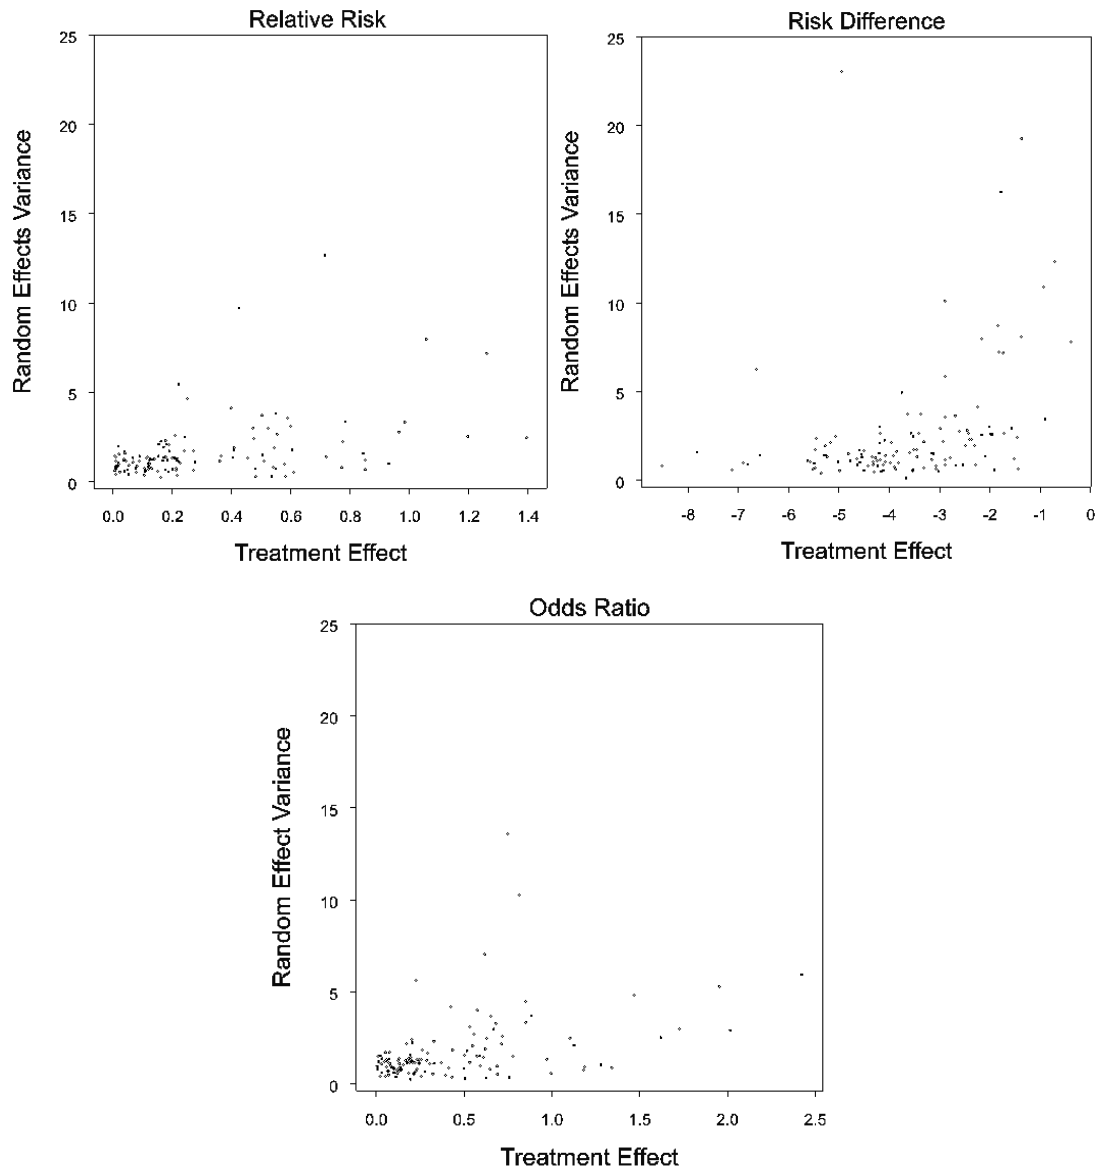 Relative Risk
25
20
15
10
5
0
Random Effects Variance
0.0 0.2 0.4 0.6 0.8 1.0 1.2 1.4
Treatment Effect
Risk Difference
25
20
15
10
5
0
Random Effects Variance
-8 -7 -6 -5 -4 -3 -2 -1 0
Treatment Effect
Odds Ratio
25
20
15
10
5
0
Random Effect Variance
0.0 0.5 1.0 1.5 2.0 2.5
Treatment Effect